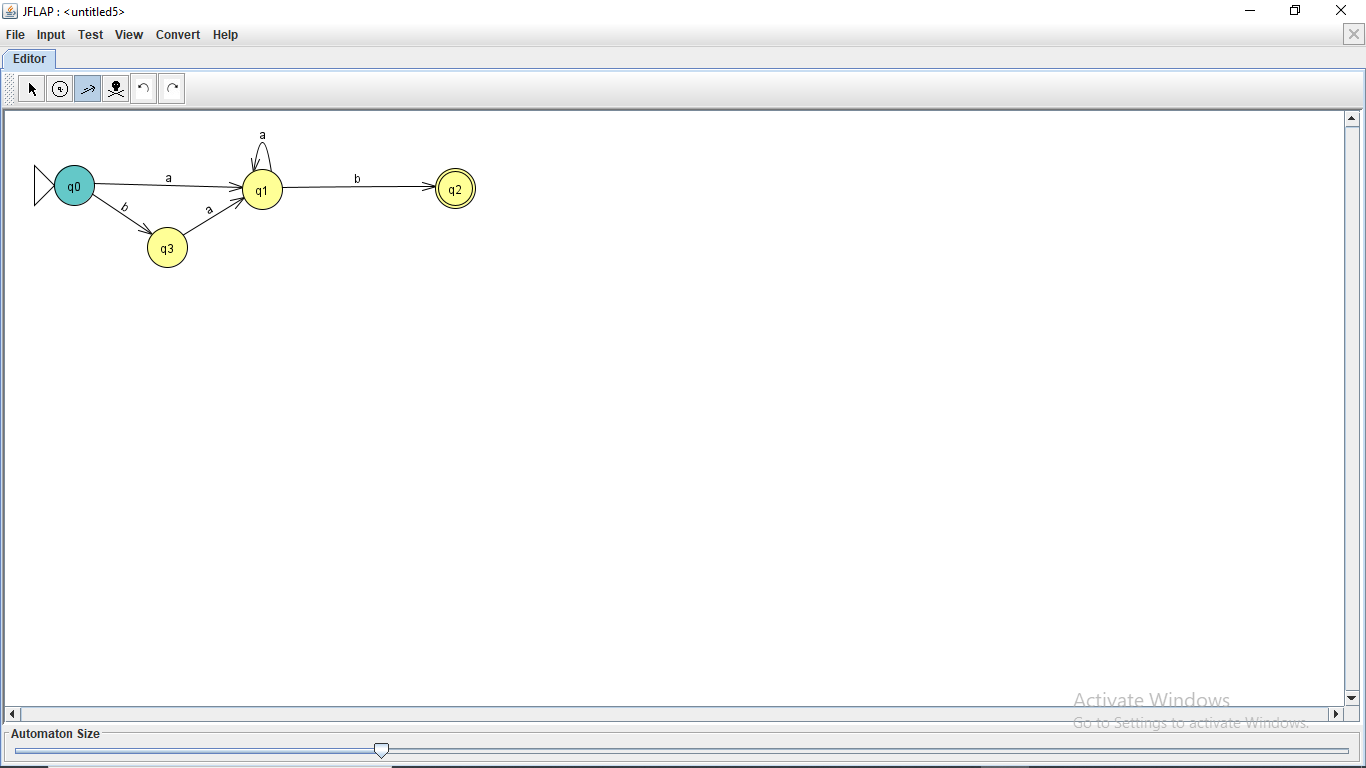 JFLAP : <untitled5>
File Input Test View Convert Help
Editor
a
a
b
q0
q1
q2
b
a
q3
Activate Windows
Go to Settings to activate Windows.
Automaton Size